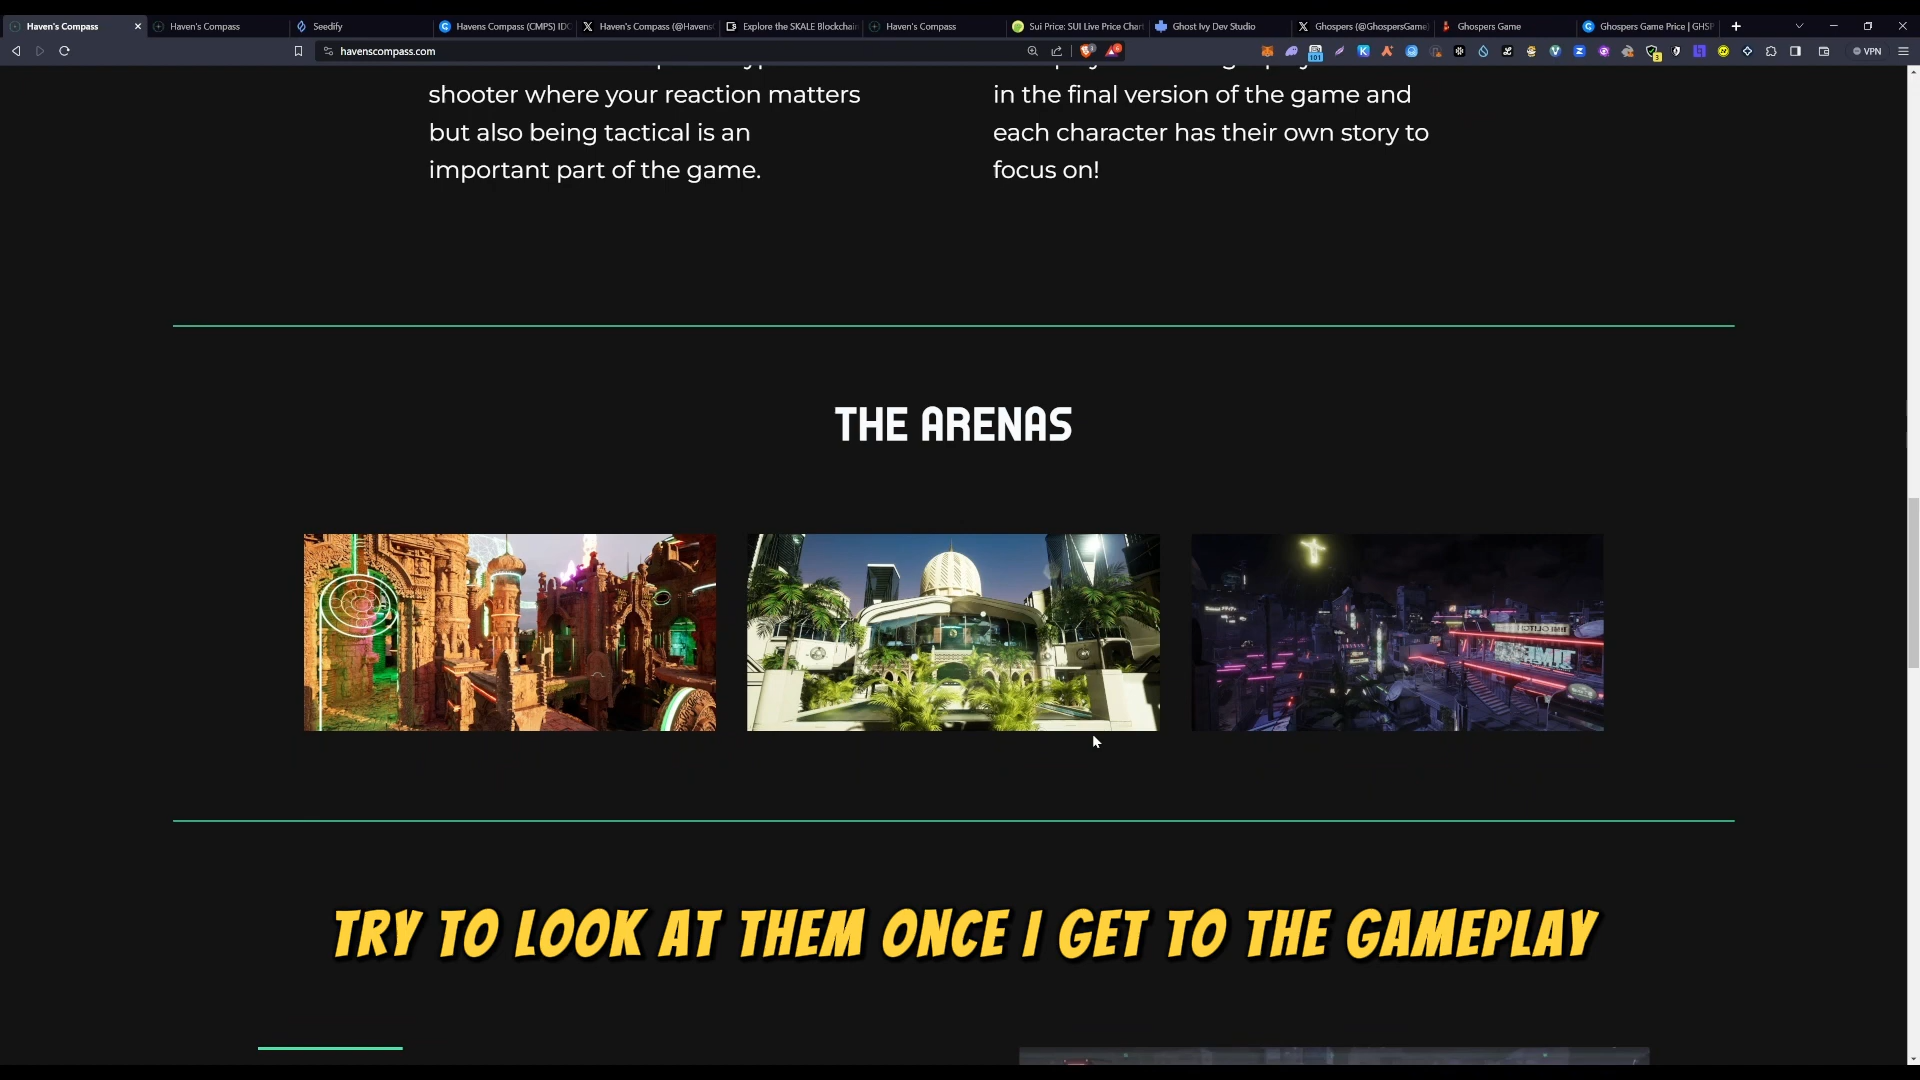 Haven's Compass
Haven's Compass
Seedify
Havens Compass (CMPS) IDO
Haven's Compass (@Havens
Explore the SKALE Blockchain
Haven's Compass
Sui Price: SUI Live Price Char
Ghost Ivy Dev Studio
Ghospers (@GhospersGame)
Ghospers Game
Ghospers Game Price | GHSP
havenscompass.com
VPN
shooter where your reaction matters
but also being tactical is an
important part of the game.
in the final version of the game and
each character has their own story to
focus on!
THE ARENAS
TRY TO LOOK AT THEM ONCE I GET TO THE GAMEPLAY